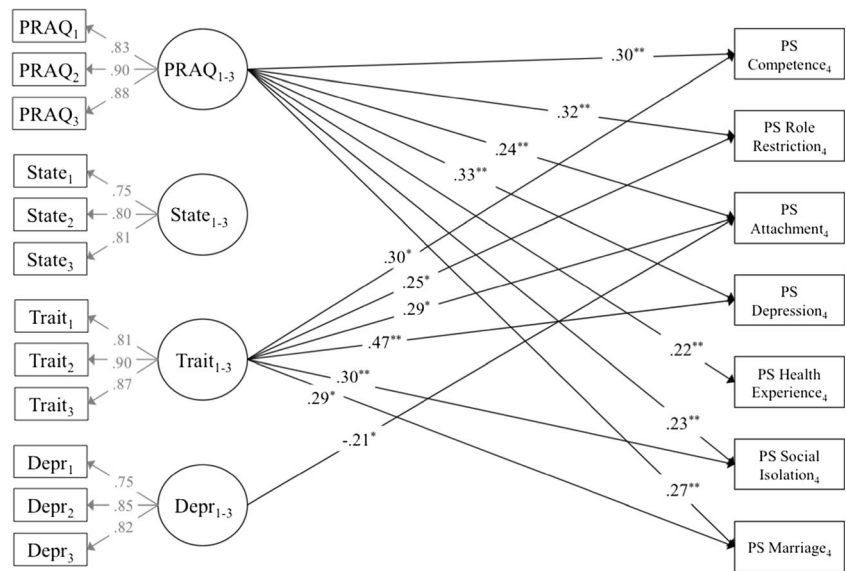 PRAQ₁
PRAQ₂
PRAQ₃
.83
.90
.88
PRAQ₁₋₃
State₁
State₂
State₃
.75
.80
.81
State₁₋₃
Trait₁
Trait₂
Trait₃
.81
.90
.87
Trait₁₋₃
Depr₁
Depr₂
Depr₃
.75
.85
.82
Depr₁₋₃
.30**
.32**
.24**
.33**
.22**
.23**
.27**
.30*
.25*
.29*
.47**
.30**
.29*
-.21*
PS
Competence₄
PS Role
Restriction₄
PS
Attachment₄
PS
Depression₄
PS Health
Experience₄
PS Social
Isolation₄
PS Marriage₄